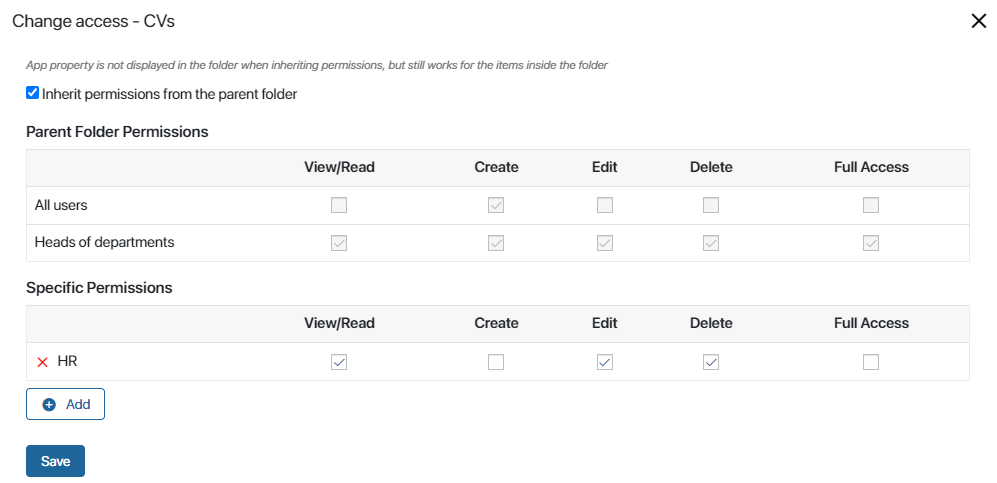 Change access - CVs
App property is not displayed in the folder when inheriting permissions, but still works for the items inside the folder
Inherit permissions from the parent folder
Parent Folder Permissions
View/Read Create Edit Delete Full Access
All users
Heads of departments
Specific Permissions
View/Read Create Edit Delete Full Access
HR
Add
Save